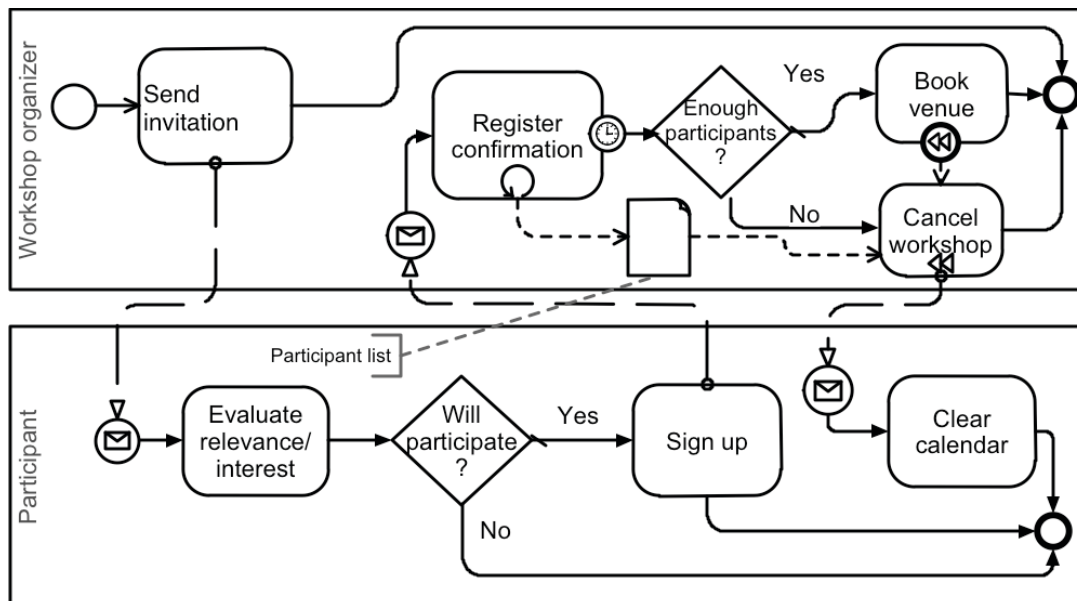 Workshop organizer
Send
invitation
Register
confirmation
Enough
participants
?
Yes
No
Book
venue
Cancel
workshop
Participant
Participant list
Evaluate
relevance/
interest
Will
participate
?
Yes
No
Sign up
Clear
calendar